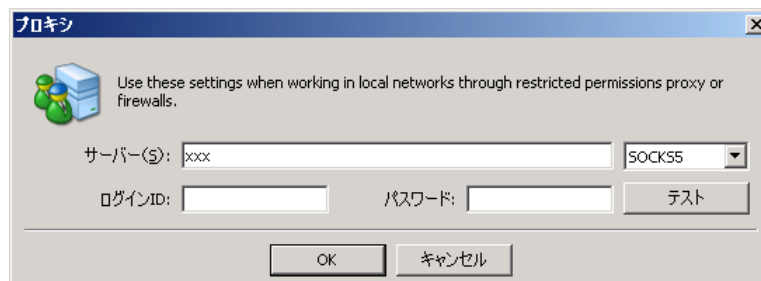 プロキシ
Use these settings when working in local networks through restricted permissions proxy or
firewalls.
サーバー(S): xxx SOCKS5
ログインID: パスワード: テスト
OK キャンセル